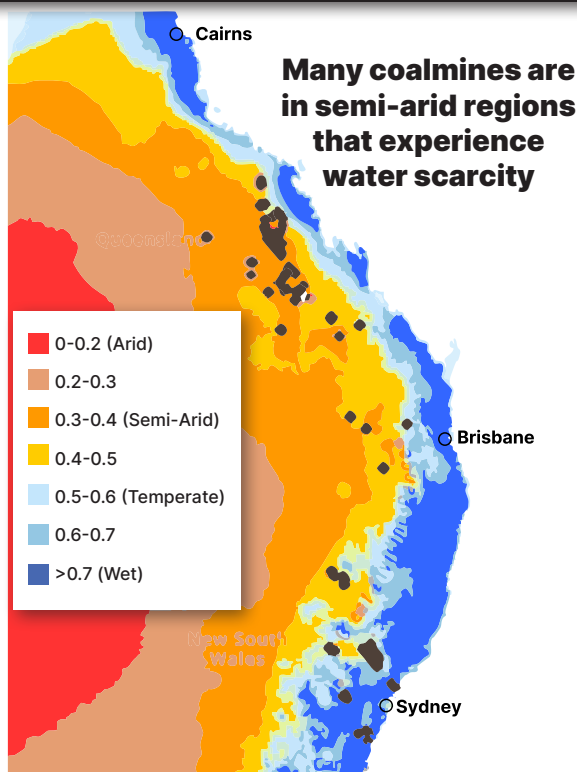 Cairns
Many coalmines are
in semi-arid regions
that experience
water scarcity
Queensland
0-0.2 (Arid)
0.2-0.3
0.3-0.4 (Semi-Arid)
0.4-0.5
0.5-0.6 (Temperate)
0.6-0.7
>0.7 (Wet)
Brisbane
New South
Wales
Sydney